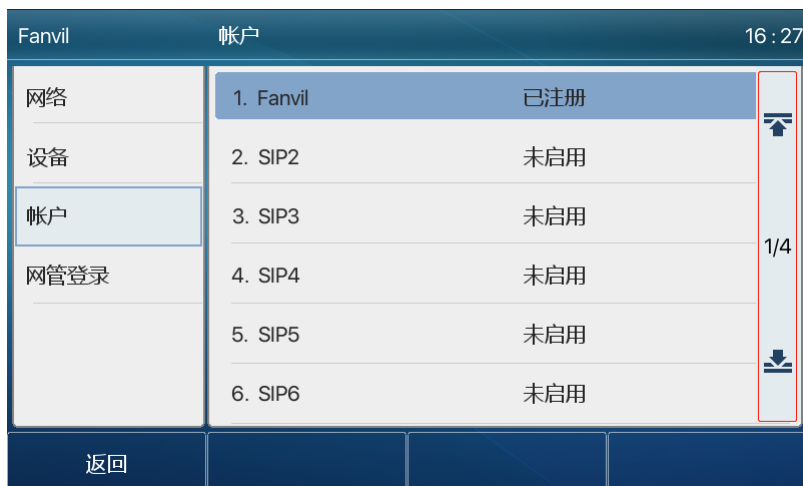 Fanvil 帐户 16:27
网络
设备
帐户
网管登录
1. Fanvil 已注册
2. SIP2 未启用
3. SIP3 未启用
4. SIP4 未启用
5. SIP5 未启用
6. SIP6 未启用
1/4
返回